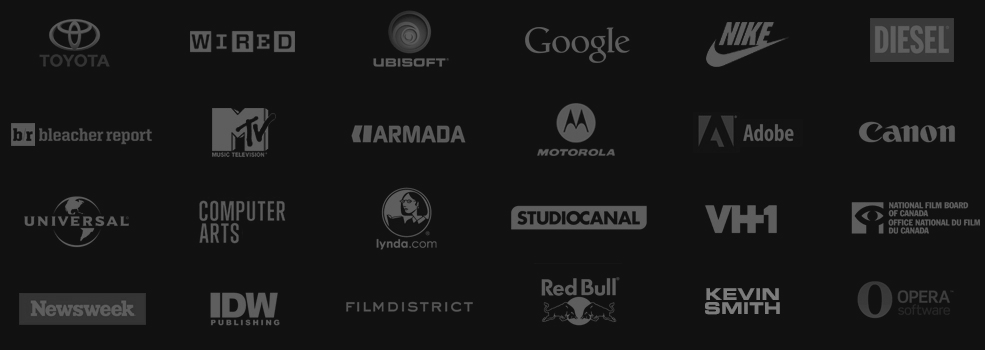 TOYOTA
WIRED
UBISOFT
Google
NIKE
DIESEL
br bleacher report
MTV
MUSIC TELEVISION
ARMADA
M
MOTOROLA
A Adobe
Canon
UNIVERSAL
COMPUTER
ARTS
lynda.com
STUDIOCANAL
VH1
NATIONAL FILM BOARD
OF CANADA
OFFICE NATIONAL DU FILM
DU CANADA
Newsweek
IDW
PUBLISHING
FILMDISTRICT
Red Bull
KEVIN
SMITH
OPERA
software